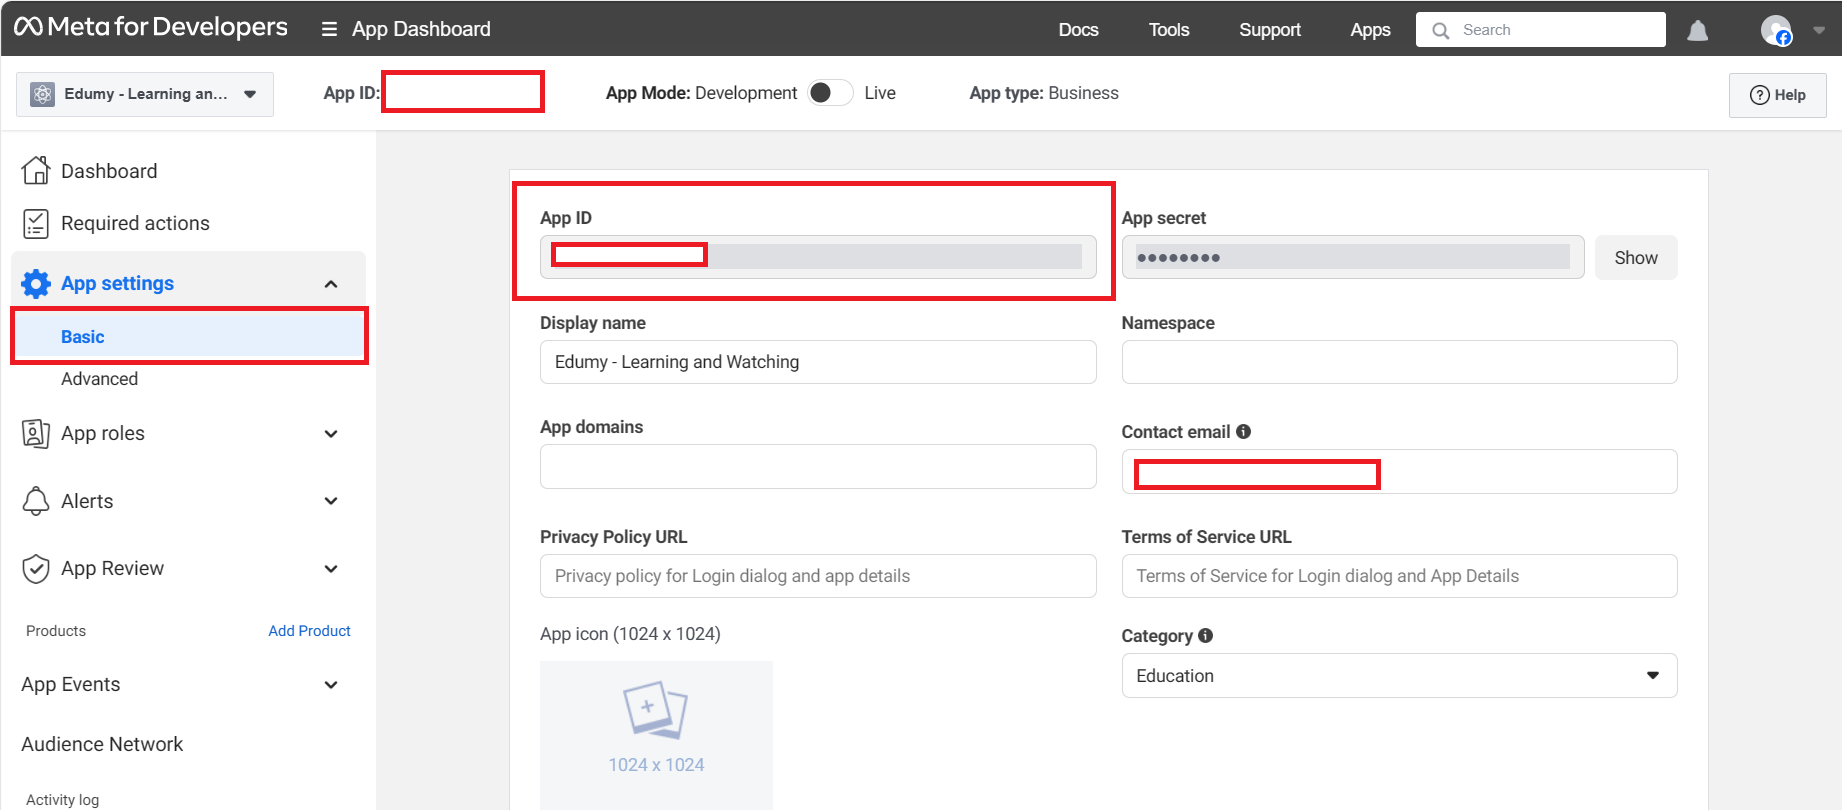 Meta for Developers
App Dashboard
Docs
Tools
Support
Apps
Search
Edumy - Learning an...
App ID:
App Mode: Development
Live
App type: Business
Help
Dashboard
Required actions
App settings
Basic
Advanced
App roles
Alerts
App Review
Products
Add Product
App Events
Audience Network
Activity log
App ID
App secret
••••••••
Show
Display name
Edumy - Learning and Watching
Namespace
App domains
Contact email
Privacy Policy URL
Privacy policy for Login dialog and app details
Terms of Service URL
Terms of Service for Login dialog and App Details
App icon (1024 x 1024)
1024 x 1024
Category
Education